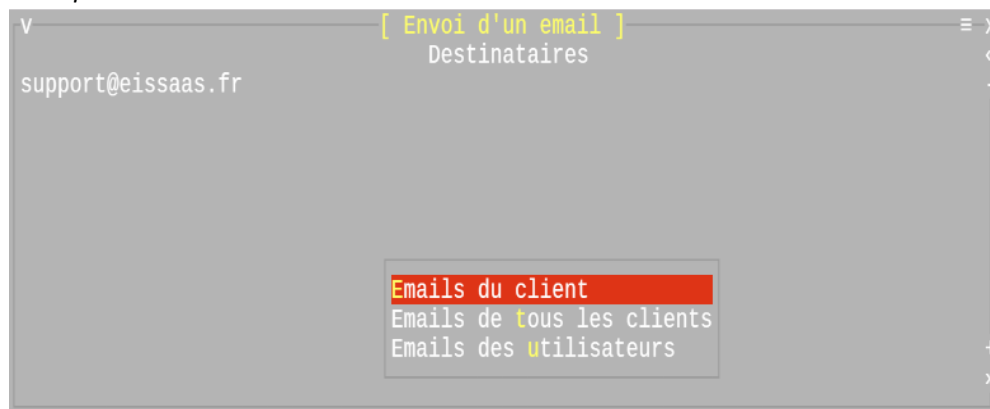 V [ Envoi d'un email ] ≡
Destinataires
support@eissaas.fr
Emails du client
Emails de tous les clients
Emails des utilisateurs